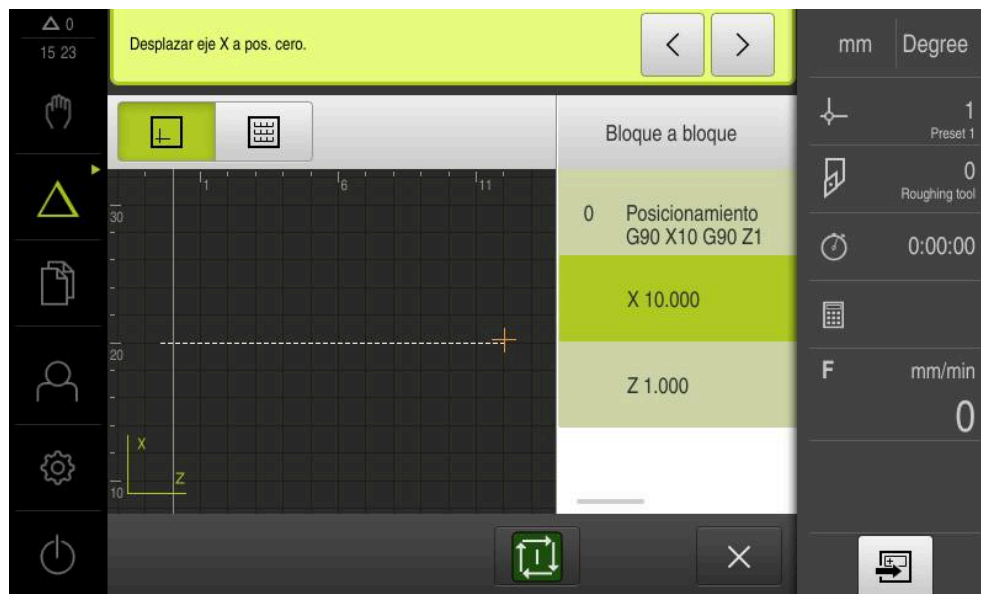 0
15 23
Desplazar eje X a pos. cero.
< >
mm Degree
1
Preset 1
0
Roughing tool
0:00:00
F mm/min
0
Bloque a bloque
0 Posicionamiento
G90 X10 G90 Z1
X 10.000
Z 1.000
1 6 11
30
20
10
X
Z